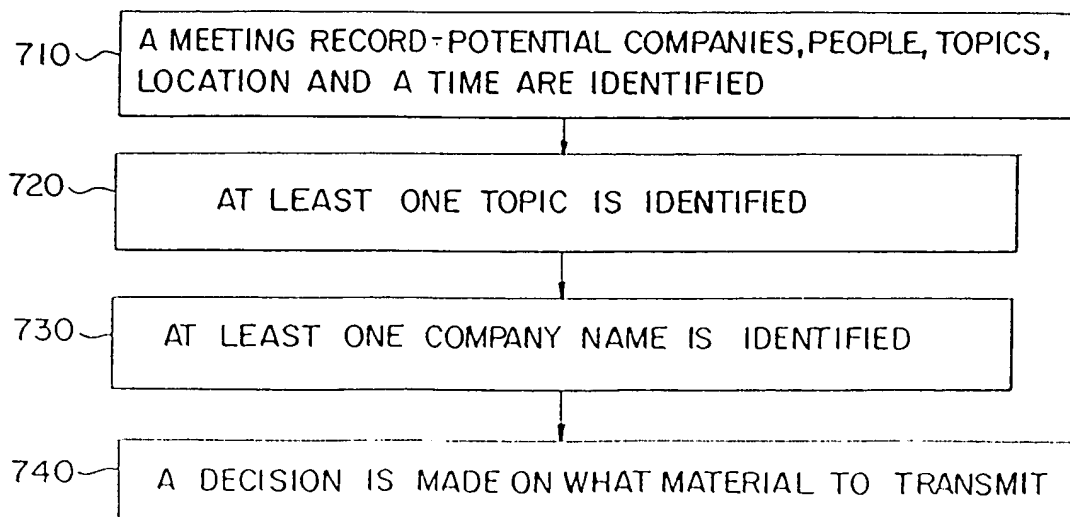 710 A MEETING RECORD-POTENTIAL COMPANIES, PEOPLE, TOPICS,
LOCATION AND A TIME ARE IDENTIFIED
720 AT LEAST ONE TOPIC IS IDENTIFIED
730 AT LEAST ONE COMPANY NAME IS IDENTIFIED
740 A DECISION IS MADE ON WHAT MATERIAL TO TRANSMIT